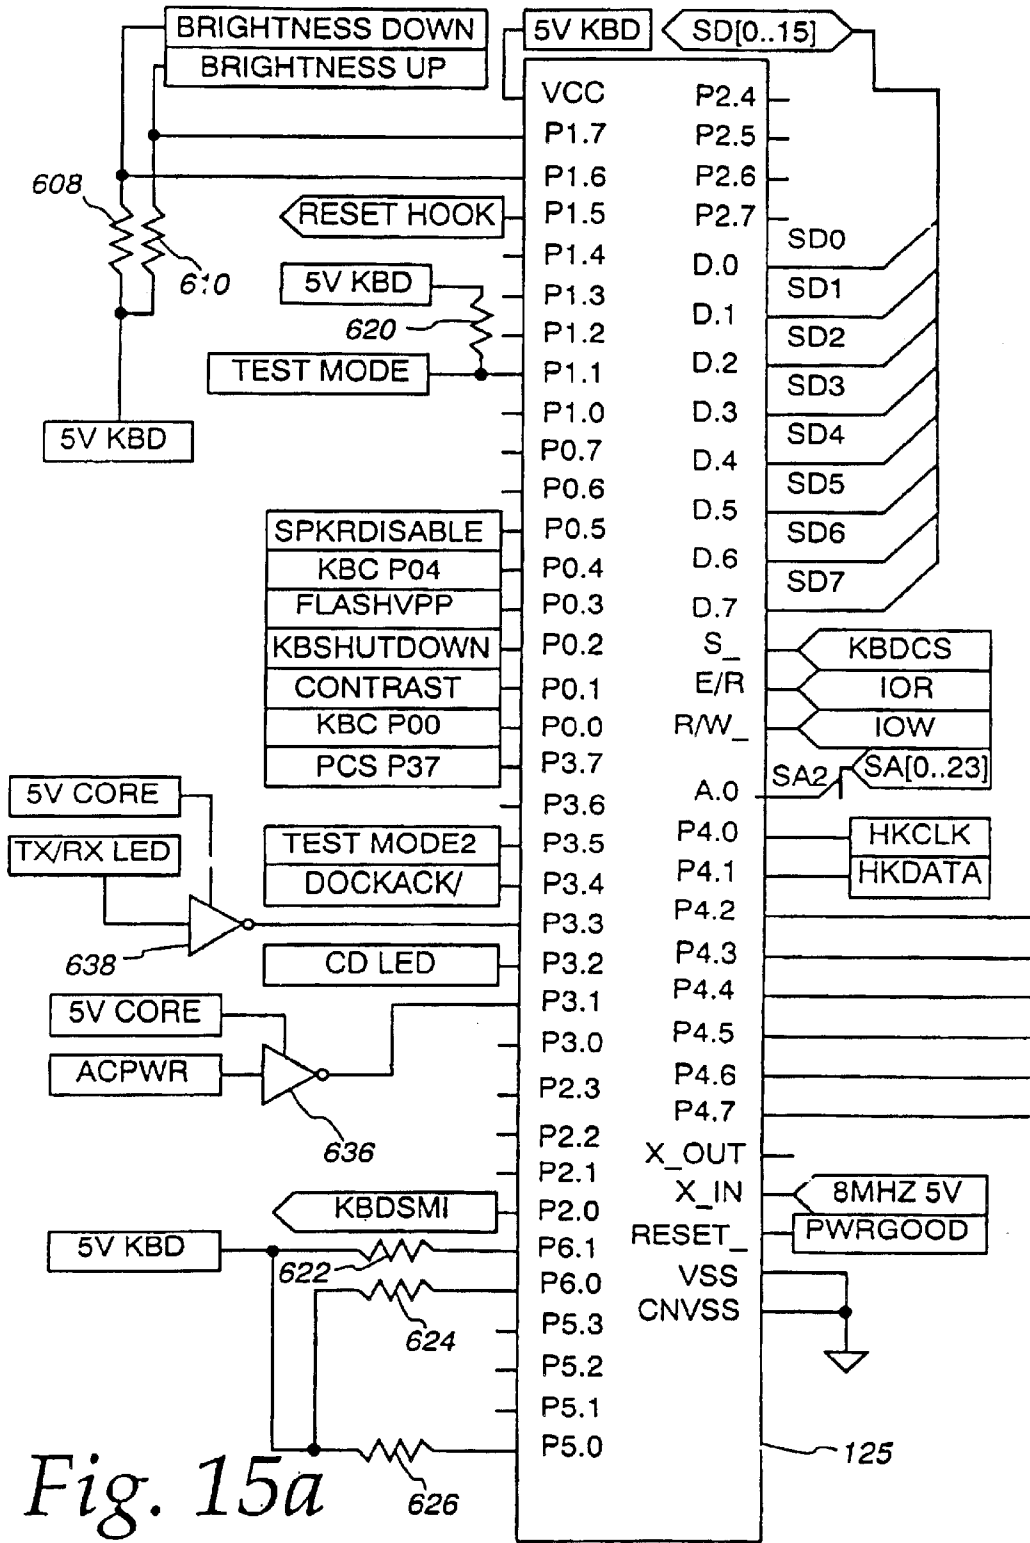 BRIGHTNESS DOWN
BRIGHTNESS UP
5V KBD
SD[0..15]
VCC
P1.7
P1.6
P1.5
P1.4
P1.3
P1.2
P1.1
P1.0
P0.7
P0.6
P0.5
P0.4
P0.3
P0.2
P0.1
P0.0
P3.7
P3.6
P3.5
P3.4
P3.3
P3.2
P3.1
P3.0
P2.3
P2.2
P2.1
P2.0
P6.1
P6.0
P5.3
P5.2
P5.1
P5.0
P2.4
P2.5
P2.6
P2.7
D.0
D.1
D.2
D.3
D.4
D.5
D.6
D.7
S_
E/R
R/W_
A.0
P4.0
P4.1
P4.2
P4.3
P4.4
P4.5
P4.6
P4.7
X_OUT
X_IN
RESET_
VSS
CNVSS
608
610
RESET HOOK
5V KBD
620
TEST MODE
5V KBD
SPKRDISABLE
KBC P04
FLASHVPP
KBSHUTDOWN
CONTRAST
KBC P00
PCS P37
5V CORE
TX/RX LED
TEST MODE2
DOCKACK/
638
CD LED
5V CORE
ACPWR
636
KBDSMI
5V KBD
622
624
626
SD0
SD1
SD2
SD3
SD4
SD5
SD6
SD7
KBDCS
IOR
IOW
SA2
SA[0..23]
HKCLK
HKDATA
8MHZ 5V
PWRGOOD
125
Fig. 15a